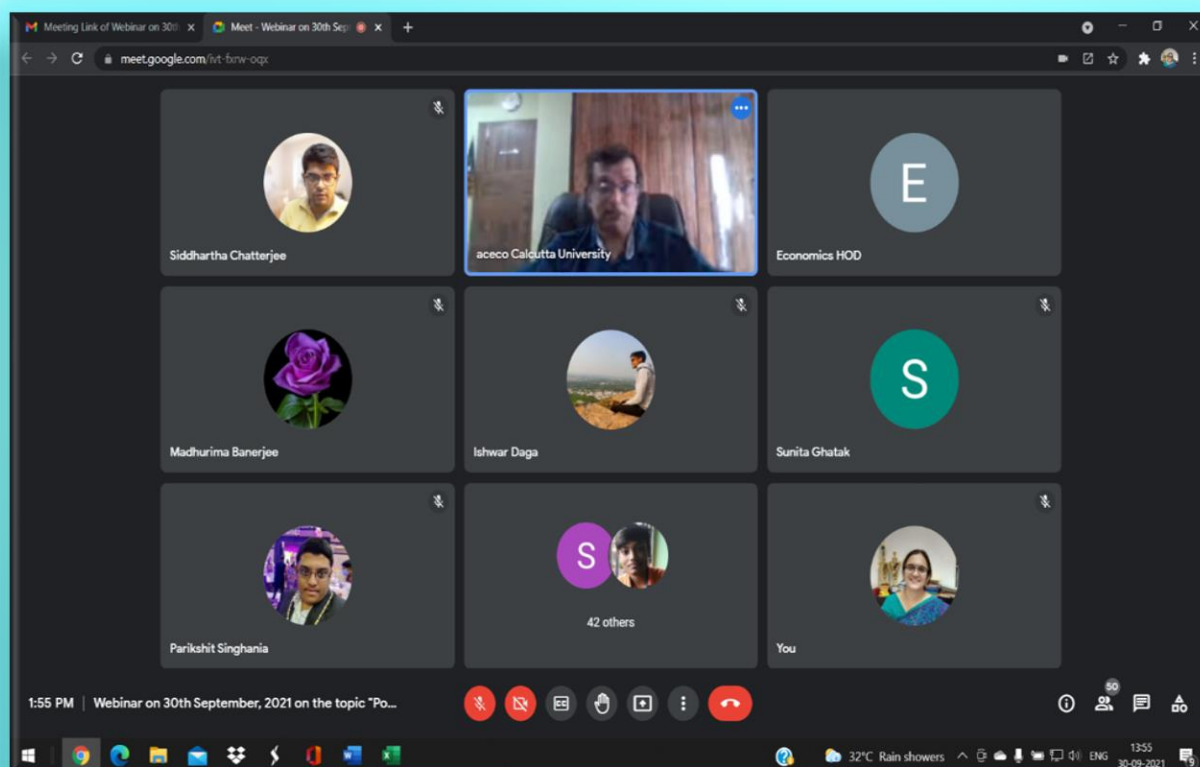 Meeting Link of Webinar on 30th
Meet - Webinar on 30th Sep
meet.google.com/ivt-fxrw-oqx
Siddhartha Chatterjee
aceco Calcutta University
E
Economics HOD
Madhurima Banerjee
Ishwar Daga
S
Sunita Ghatak
Parikshit Singhania
S
42 others
You
1:55 PM | Webinar on 30th September, 2021 on the topic "Po...
50
32°C Rain showers
ENG
13:55
30-09-2021